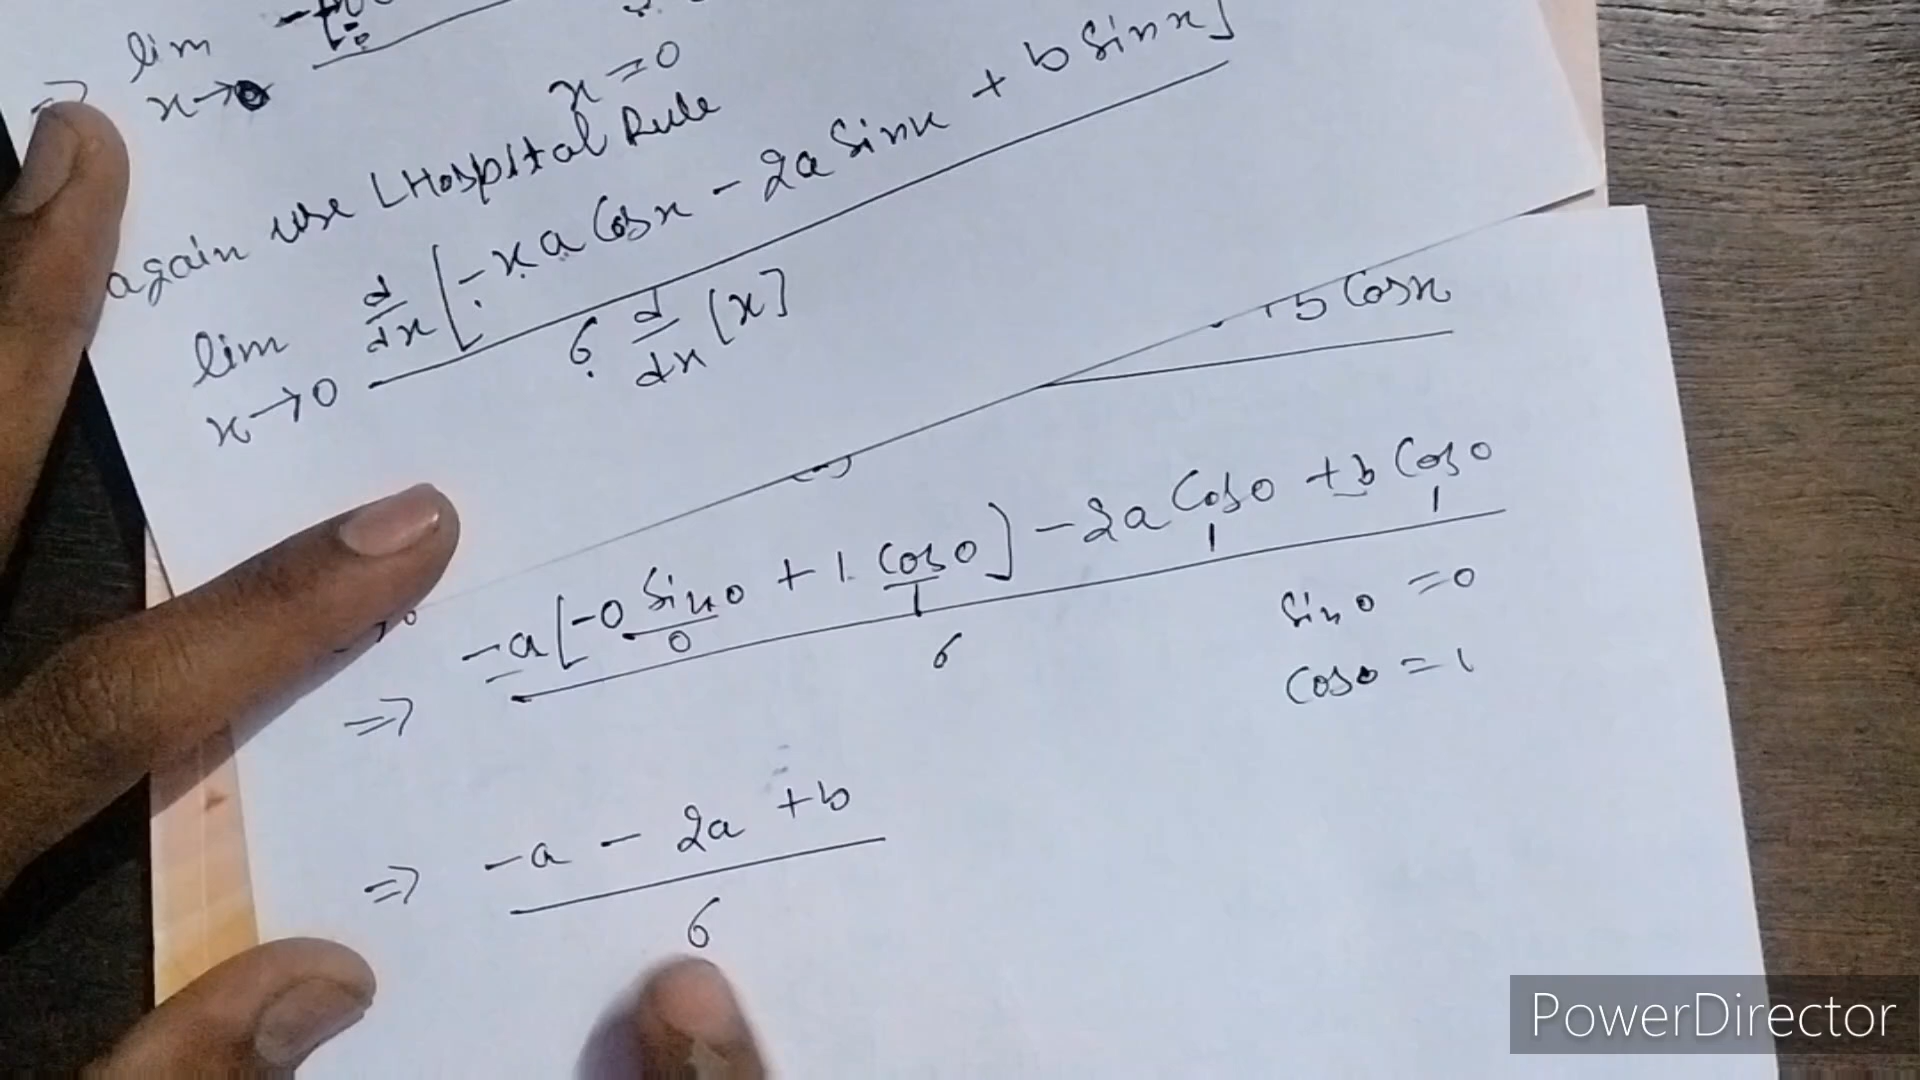 => lim
x→0
x=0
again use LHospital Rule
lim x→0 d/dx [-x a Cosx - 2a Sinx + b Sinx]
6 d/dx [x]
Cosx
=> -a[-0 Sin0 + 1. Cos0] - 2a Cos0 + b Cos0
0 1 1 1
6
Sin0 =0
Cos0 = 1
=> -a - 2a + b
6
PowerDirector